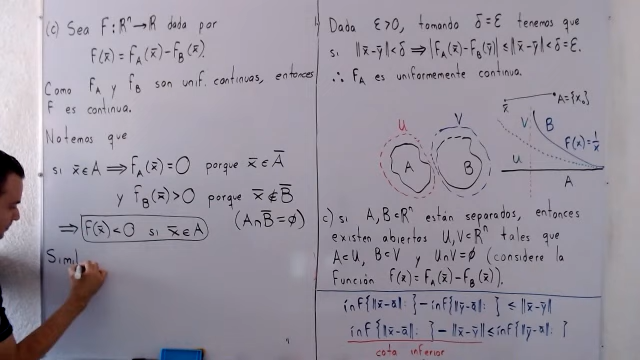 (c) Sea F: ℝⁿ→ℝ dada por
F(x̄) = F_A(x̄) - F_B(x̄).
Como F_A y F_B son unif. continuas, entonces
F es continua.
Notemos que
si x̄∈A ⟹ F_A(x̄) = 0 porque x̄∈Ā
y F_B(x̄) > 0 porque x̄∉B̄
⟹ F(x̄) < 0 si x̄∈A (A∩B̄=∅)
Simil
Dada ε>0, tomando δ=ε tenemos que
si ‖x̄-ȳ‖<δ ⟹ |F_A(x̄)-F_A(ȳ)| ≤ ‖x̄-ȳ‖ < δ=ε.
∴ F_A es uniformemente continua.
U
V
A
B
x̄
A={x₀}
V
B
F(x)=1/x
U
A
c) si A,B⊂ℝⁿ están separados, entonces
existen abiertos U,V⊂ℝⁿ tales que
A⊂U, B⊂V y U∩V=∅ (considere la
Función f(x̄)=F_A(x̄)-F_B(x̄)).
inf{‖x̄-ā‖: } - inf{‖ȳ-ā‖: } ≤ ‖x̄-ȳ‖
inf{‖x̄-ā‖: } - ‖x̄-ȳ‖ ≤ inf{‖ȳ-ā‖: }
cota inferior